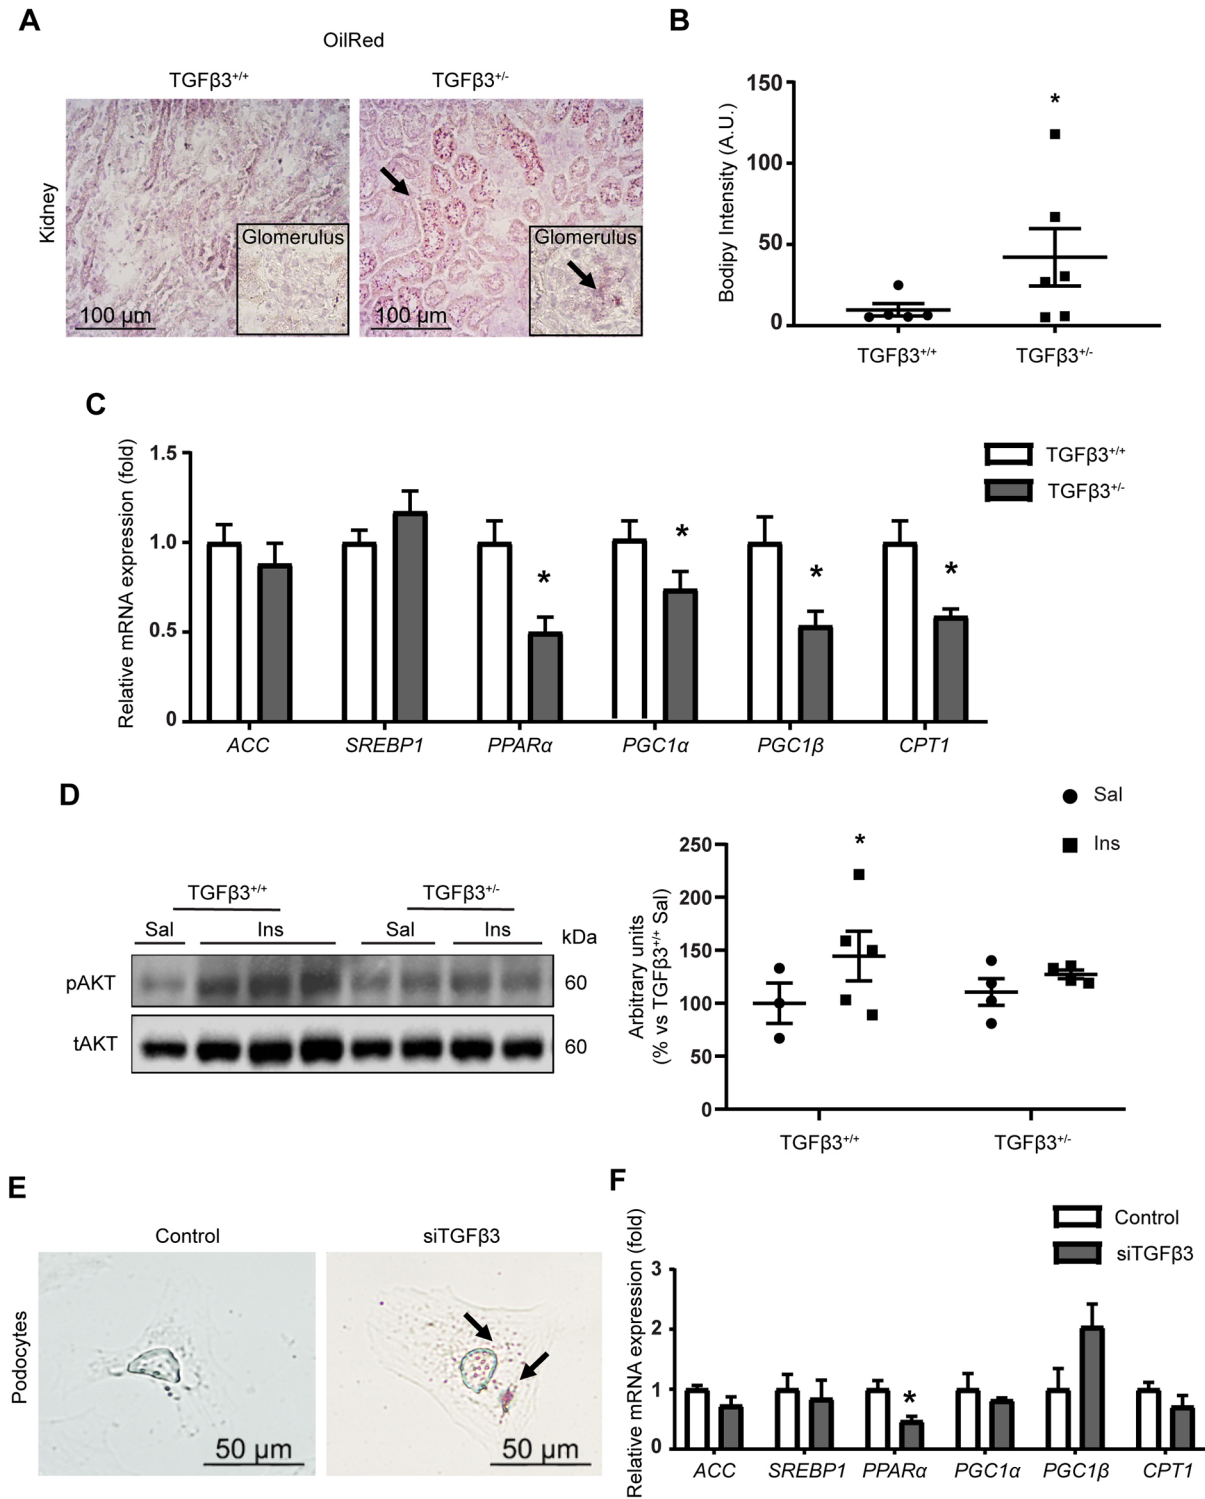 A
OilRed
TGFβ3+/+ TGFβ3+/-
Kidney
Glomerulus
100 µm
Glomerulus
100 µm
B
Bodipy Intensity (A.U.)
150
100
50
0
*
TGFβ3+/+ TGFβ3+/-
C
Relative mRNA expression (fold)
1.5
1.0
0.5
0
TGFβ3+/+
TGFβ3+/-
* * * *
ACC SREBP1 PPARα PGC1α PGC1β CPT1
D
TGFβ3+/+ TGFβ3+/-
Sal Ins Sal Ins kDa
pAKT 60
tAKT 60
Sal
Ins
Arbitrary units
(% vs TGFβ3+/+ Sal)
250
200
150
100
50
0
*
TGFβ3+/+ TGFβ3+/-
E
Control siTGFβ3
Podocytes
50 µm
50 µm
F
Control
siTGFβ3
Relative mRNA expression (fold)
3
2
1
0
*
ACC SREBP1 PPARα PGC1α PGC1β CPT1